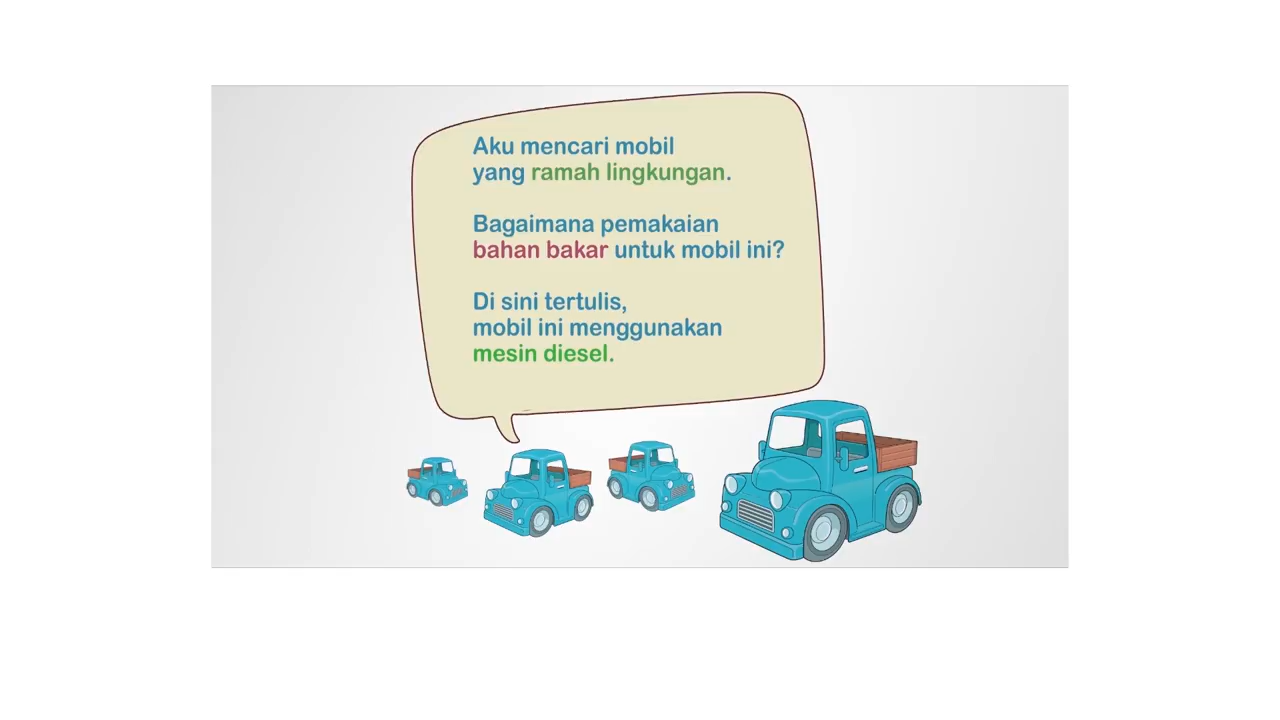 Aku mencari mobil
yang ramah lingkungan.
Bagaimana pemakaian
bahan bakar untuk mobil ini?
Di sini tertulis,
mobil ini menggunakan
mesin diesel.